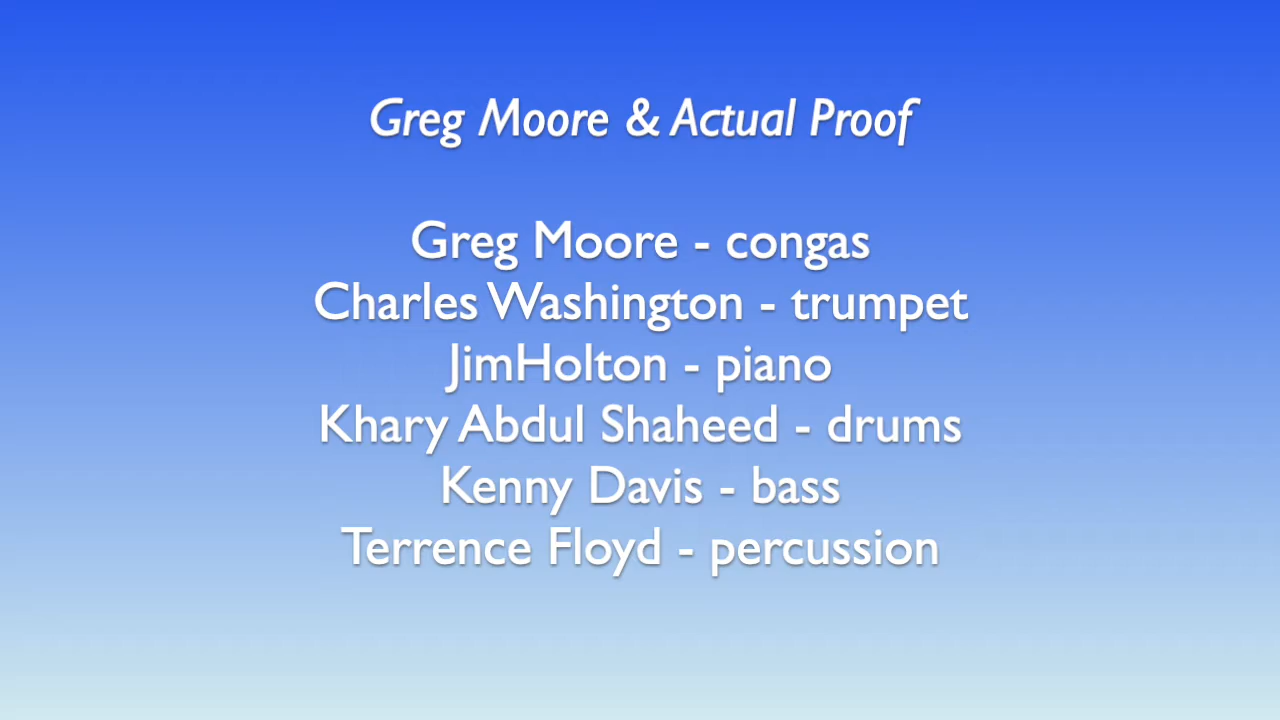 Greg Moore & Actual Proof
Greg Moore - congas
Charles Washington - trumpet
JimHolton - piano
Khary Abdul Shaheed - drums
Kenny Davis - bass
Terrence Floyd - percussion